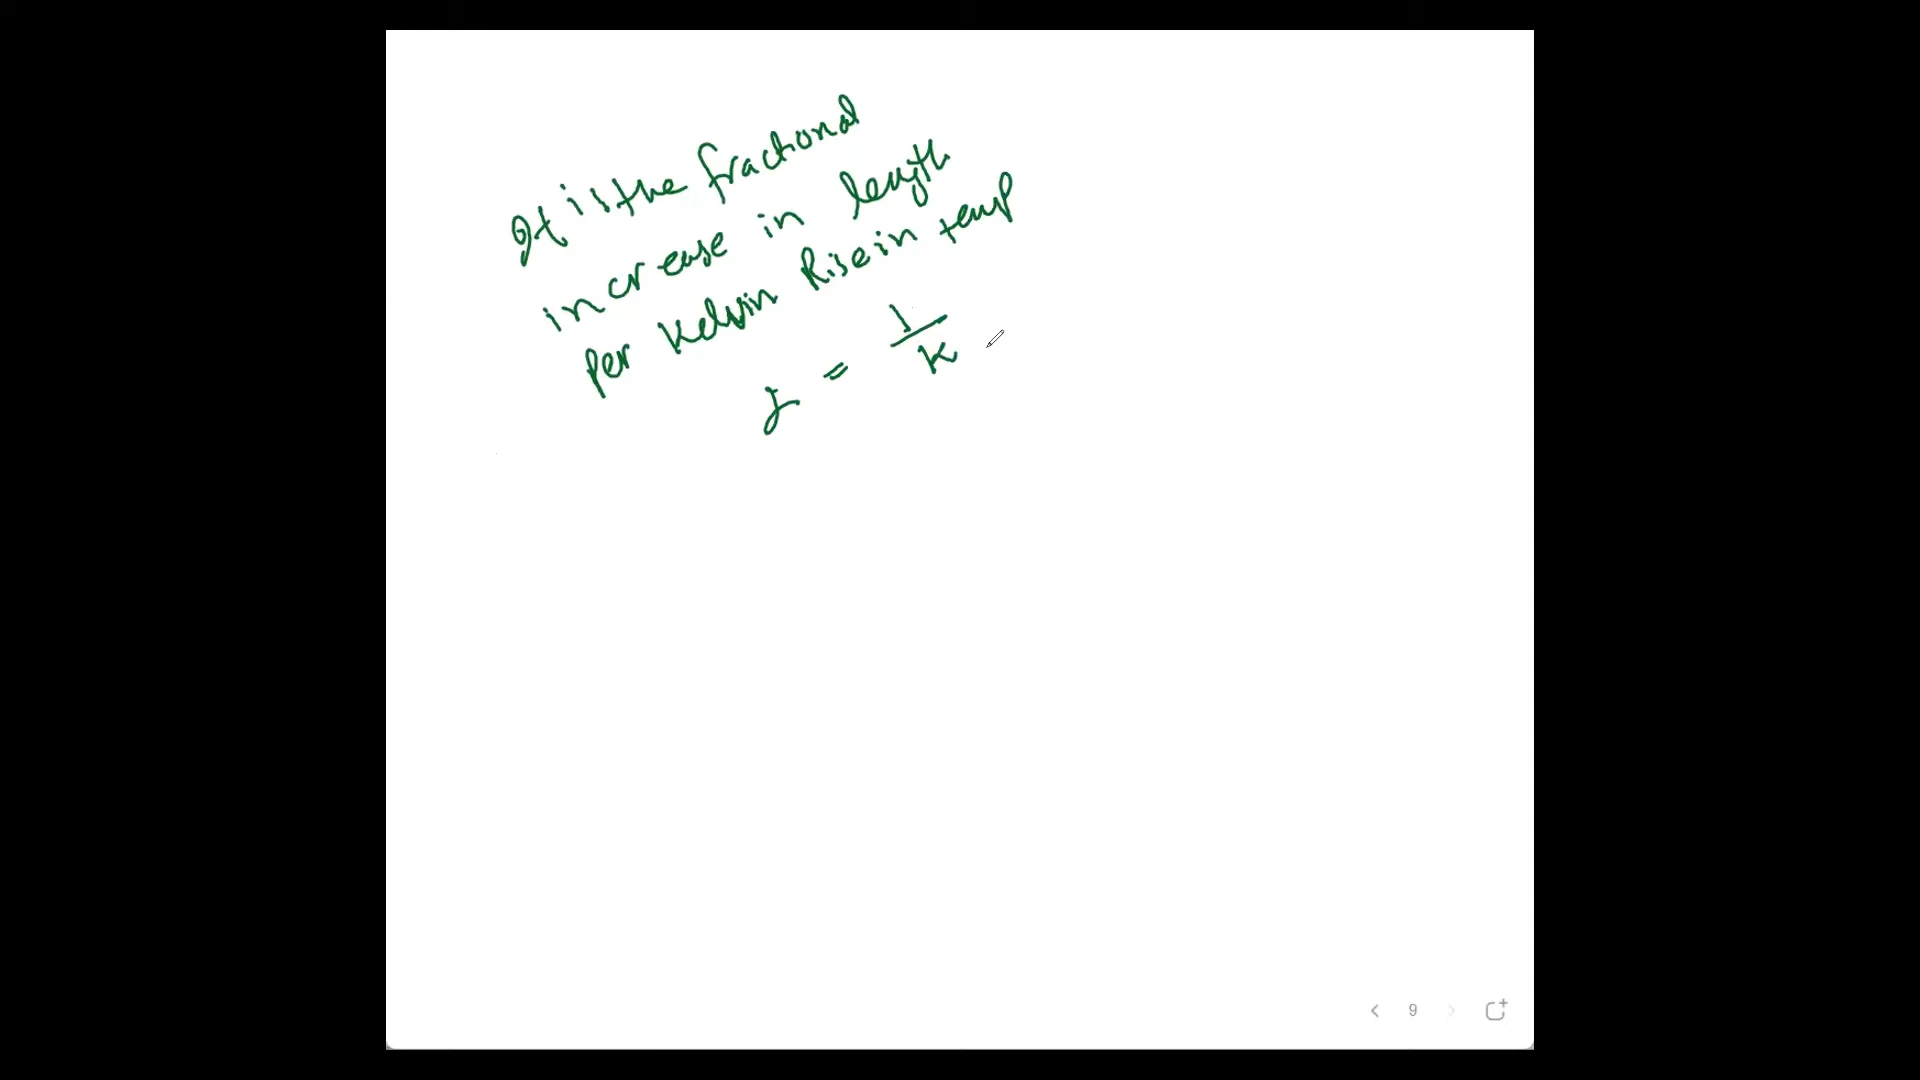 It is the fractional
increase in length
per Kelvin Rise in temp
= 1/K
9